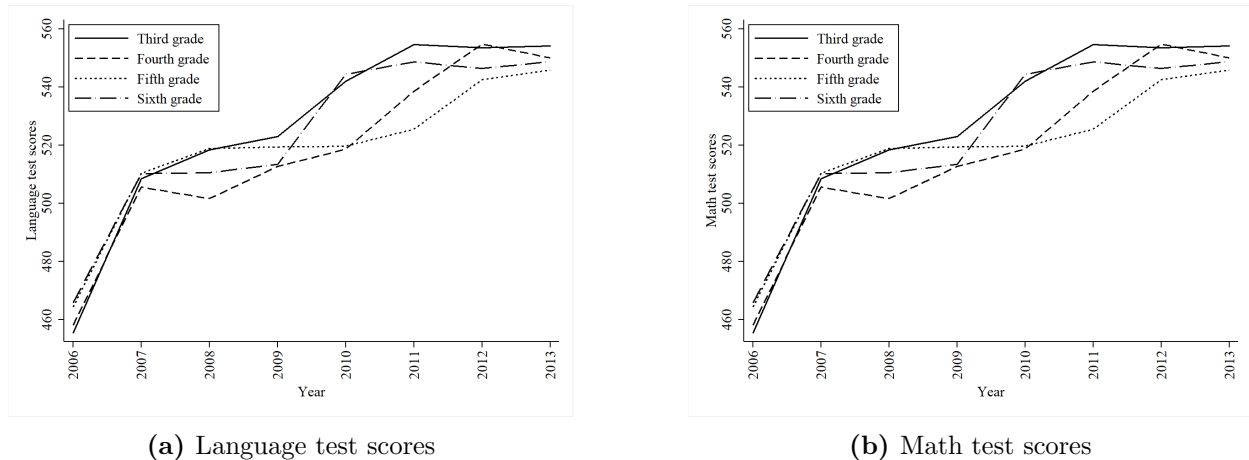 Language test scores
560
540
520
500
480
460
Third grade
Fourth grade
Fifth grade
Sixth grade
2006
2007
2008
2009
2010
2011
2012
2013
Year
(a) Language test scores
Math test scores
560
540
520
500
480
460
Third grade
Fourth grade
Fifth grade
Sixth grade
2006
2007
2008
2009
2010
2011
2012
2013
Year
(b) Math test scores